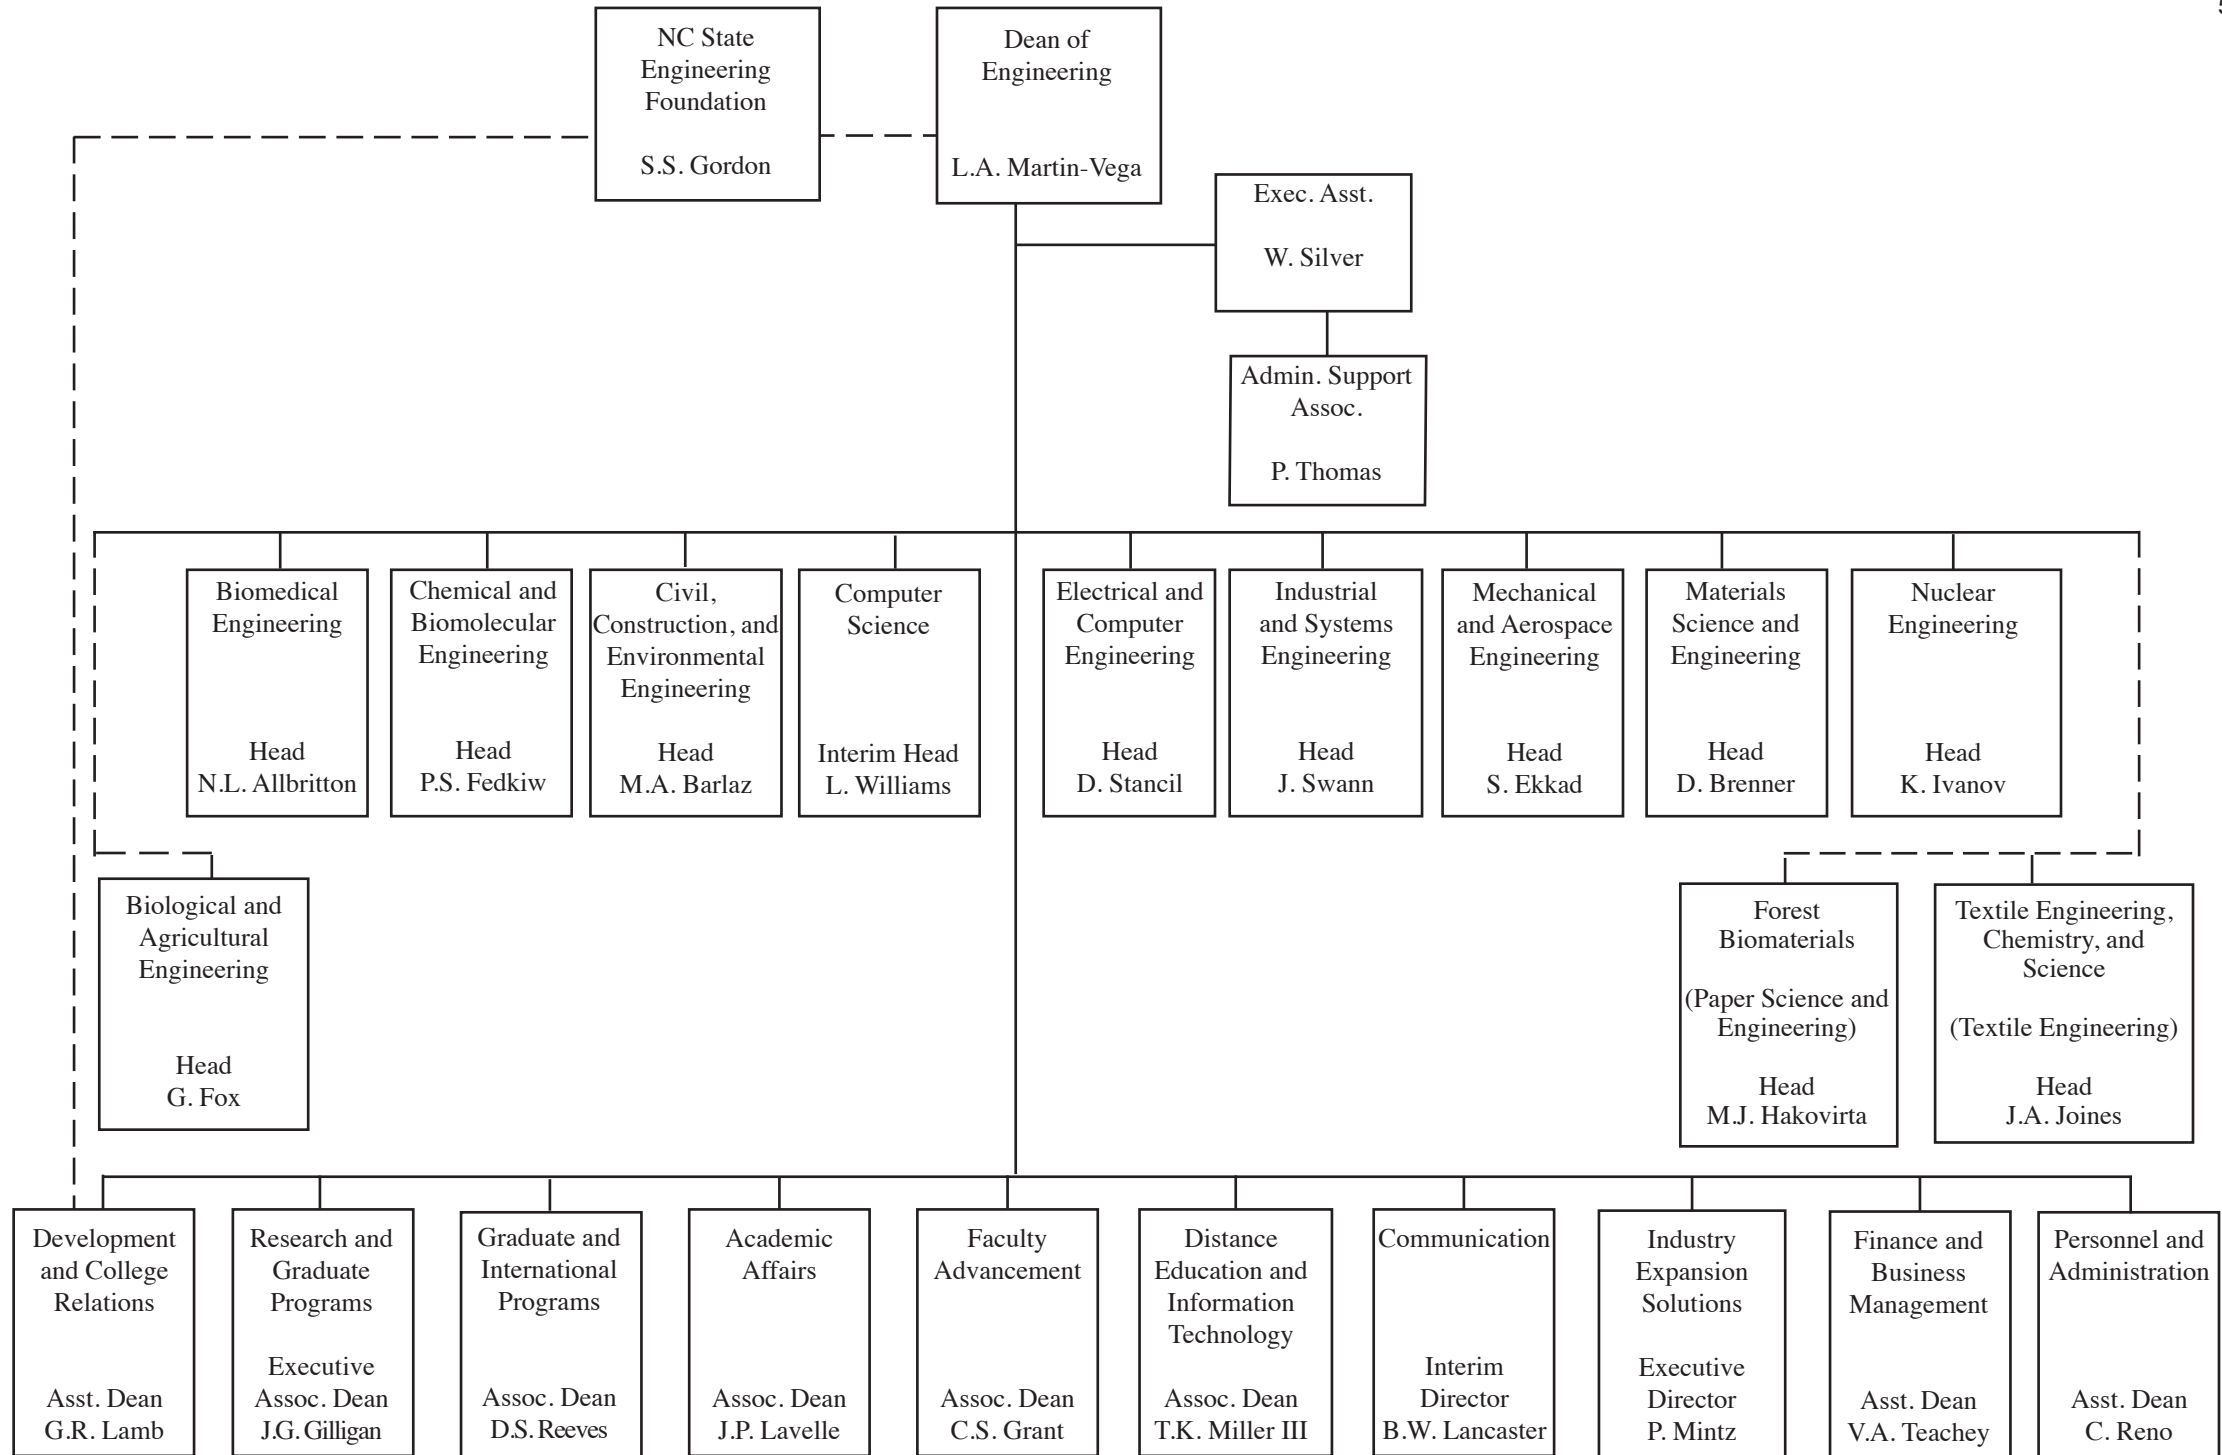 NC State
Engineering
Foundation
S.S. Gordon
Dean of
Engineering
L.A. Martin-Vega
Exec. Asst.
W. Silver
Admin. Support
Assoc.
P. Thomas
Biomedical
Engineering
Head
N.L. Allbritton
Chemical and
Biomolecular
Engineering
Head
P.S. Fedkiw
Civil,
Construction, and
Environmental
Engineering
Head
M.A. Barlaz
Computer
Science
Interim Head
L. Williams
Electrical and
Computer
Engineering
Head
D. Stancil
Industrial
and Systems
Engineering
Head
J. Swann
Mechanical
and Aerospace
Engineering
Head
S. Ekkad
Materials
Science and
Engineering
Head
D. Brenner
Nuclear
Engineering
Head
K. Ivanov
Biological and
Agricultural
Engineering
Head
G. Fox
Forest
Biomaterials
(Paper Science and
Engineering)
Head
M.J. Hakovirta
Textile Engineering,
Chemistry, and
Science
(Textile Engineering)
Head
J.A. Joines
Development
and College
Relations
Asst. Dean
G.R. Lamb
Research and
Graduate
Programs
Executive
Assoc. Dean
J.G. Gilligan
Graduate and
International
Programs
Assoc. Dean
D.S. Reeves
Academic
Affairs
Assoc. Dean
J.P. Lavelle
Faculty
Advancement
Assoc. Dean
C.S. Grant
Distance
Education and
Information
Technology
Assoc. Dean
T.K. Miller III
Communication
Interim
Director
B.W. Lancaster
Industry
Expansion
Solutions
Executive
Director
P. Mintz
Finance and
Business
Management
Asst. Dean
V.A. Teachey
Personnel and
Administration
Asst. Dean
C. Reno